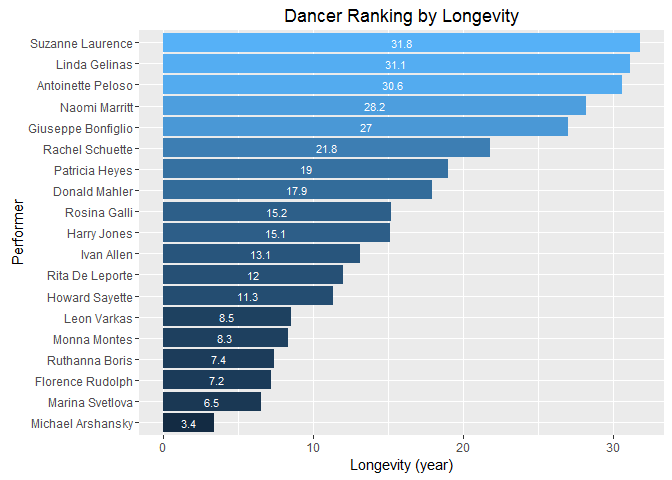 Dancer Ranking by Longevity
Performer
Suzanne Laurence 31.8
Linda Gelinas 31.1
Antoinette Peloso 30.6
Naomi Marritt 28.2
Giuseppe Bonfiglio 27
Rachel Schuette 21.8
Patricia Heyes 19
Donald Mahler 17.9
Rosina Galli 15.2
Harry Jones 15.1
Ivan Allen 13.1
Rita De Leporte 12
Howard Sayette 11.3
Leon Varkas 8.5
Monna Montes 8.3
Ruthanna Boris 7.4
Florence Rudolph 7.2
Marina Svetlova 6.5
Michael Arshansky 3.4
0 10 20 30
Longevity (year)